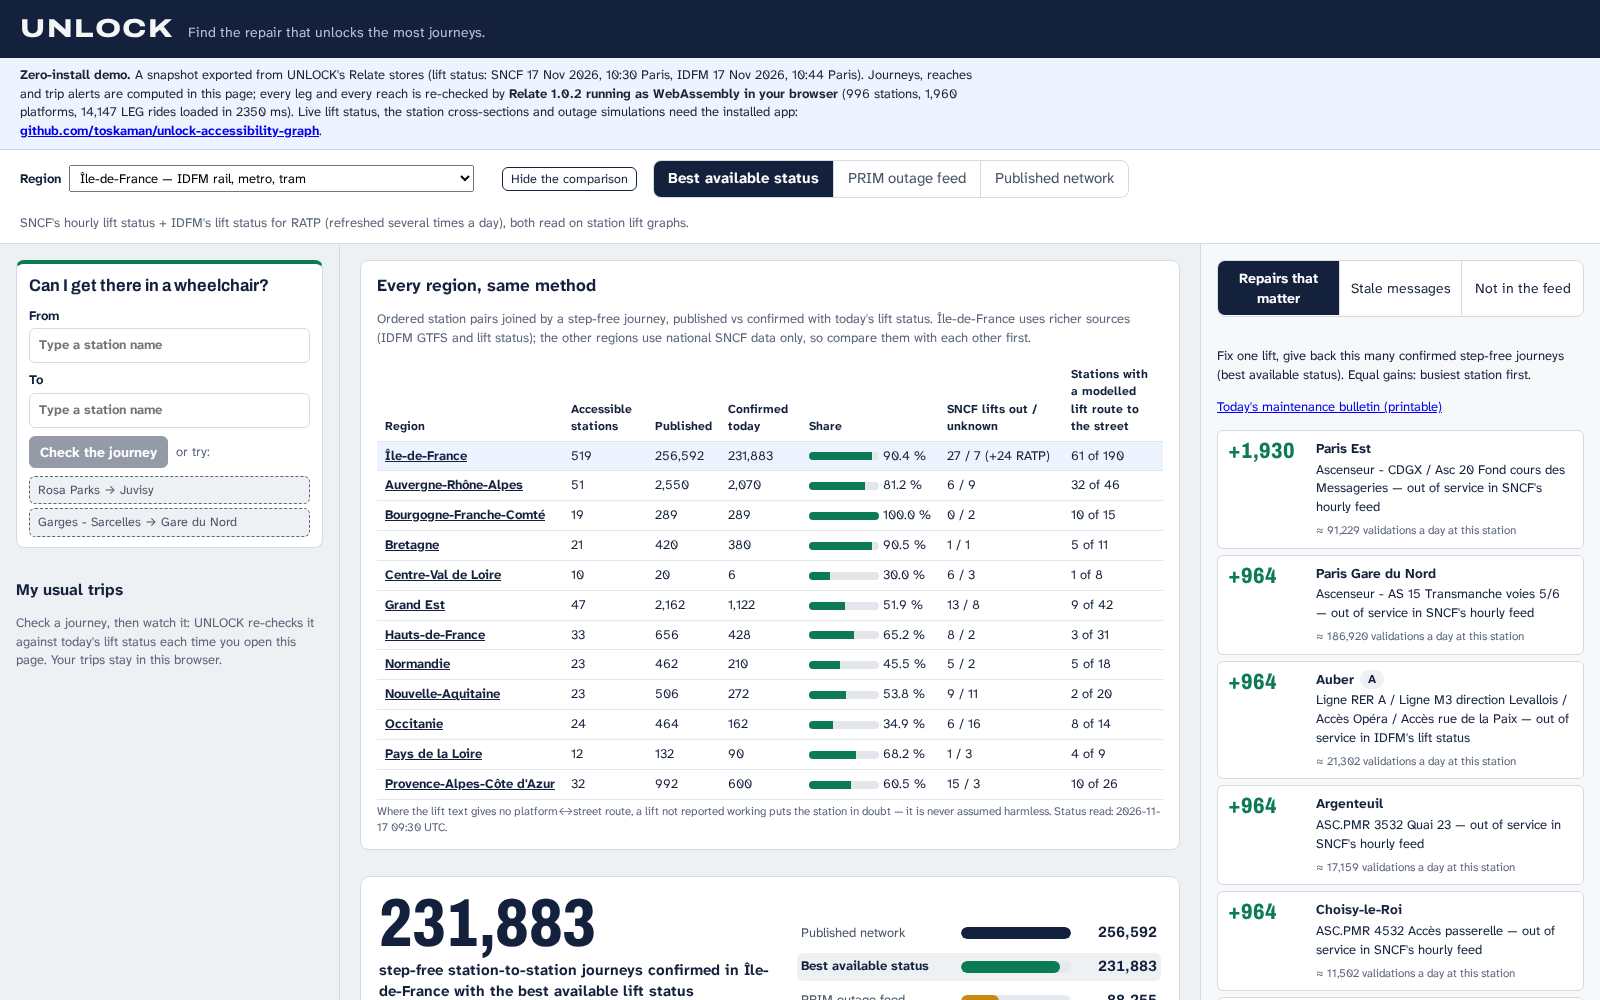 UNLOCK Find the repair that unlocks the most journeys.
Zero-install demo. A snapshot exported from UNLOCK's Relate stores (lift status: SNCF 17 Nov 2026, 10:30 Paris, IDFM 17 Nov 2026, 10:44 Paris). Journeys, reaches
and trip alerts are computed in this page; every leg and every reach is re-checked by Relate 1.0.2 running as WebAssembly in your browser (996 stations, 1,960
platforms, 14,147 LEG rides loaded in 2350 ms). Live lift status, the station cross-sections and outage simulations need the installed app:
github.com/toskaman/unlock-accessibility-graph.
Region Île-de-France — IDFM rail, metro, tram Hide the comparison Best available status PRIM outage feed Published network
SNCF's hourly lift status + IDFM's lift status for RATP (refreshed several times a day), both read on station lift graphs.
Can I get there in a wheelchair?
From
Type a station name
To
Type a station name
Check the journey or try:
Rosa Parks → Juvisy
Garges - Sarcelles → Gare du Nord
My usual trips
Check a journey, then watch it: UNLOCK re-checks it
against today's lift status each time you open this
page. Your trips stay in this browser.
Every region, same method
Ordered station pairs joined by a step-free journey, published vs confirmed with today's lift status. Île-de-France uses richer sources
(IDFM GTFS and lift status); the other regions use national SNCF data only, so compare them with each other first.
Region Accessible stations Published Confirmed today Share SNCF lifts out / unknown Stations with a modelled lift route to the street
Île-de-France 519 256,592 231,883 90.4 % 27 / 7 (+24 RATP) 61 of 190
Auvergne-Rhône-Alpes 51 2,550 2,070 81.2 % 6 / 9 32 of 46
Bourgogne-Franche-Comté 19 289 289 100.0 % 0 / 2 10 of 15
Bretagne 21 420 380 90.5 % 1 / 1 5 of 11
Centre-Val de Loire 10 20 6 30.0 % 6 / 3 1 of 8
Grand Est 47 2,162 1,122 51.9 % 13 / 8 9 of 42
Hauts-de-France 33 656 428 65.2 % 8 / 2 3 of 31
Normandie 23 462 210 45.5 % 5 / 2 5 of 18
Nouvelle-Aquitaine 23 506 272 53.8 % 9 / 11 2 of 20
Occitanie 24 464 162 34.9 % 6 / 16 8 of 14
Pays de la Loire 12 132 90 68.2 % 1 / 3 4 of 9
Provence-Alpes-Côte d'Azur 32 992 600 60.5 % 15 / 3 10 of 26
Where the lift text gives no platform↔street route, a lift not reported working puts the station in doubt — it is never assumed harmless. Status read: 2026-11-
17 09:30 UTC.
231,883
step-free station-to-station journeys confirmed in Île-
de-France with the best available lift status
Published network 256,592
Best available status 231,883
PRIM outage feed 88,255
Repairs that matter Stale messages Not in the feed
Fix one lift, give back this many confirmed step-free journeys
(best available status). Equal gains: busiest station first.
Today's maintenance bulletin (printable)
+1,930 Paris Est
Ascenseur - CDGX / Asc 20 Fond cours des
Messageries — out of service in SNCF's
hourly feed
≈ 91,229 validations a day at this station
+964 Paris Gare du Nord
Ascenseur - AS 15 Transmanche voies 5/6
— out of service in SNCF's hourly feed
≈ 186,920 validations a day at this station
+964 Auber A
Ligne RER A / Ligne M3 direction Levallois /
Accès Opéra / Accès rue de la Paix — out of
service in IDFM's lift status
≈ 21,302 validations a day at this station
+964 Argenteuil
ASC.PMR 3532 Quai 23 — out of service in
SNCF's hourly feed
≈ 17,159 validations a day at this station
+964 Choisy-le-Roi
ASC.PMR 4532 Accès passerelle — out of
service in SNCF's hourly feed
≈ 11,502 validations a day at this station